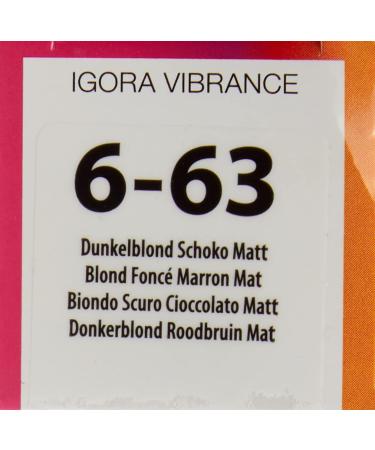 IGORA VIBRANCE
6-63
Dunkelblond Schoko Matt
Blond Foncé Marron Mat
Biondo Scuro Cioccolato Matt
Donkerblond Roodbruin Mat